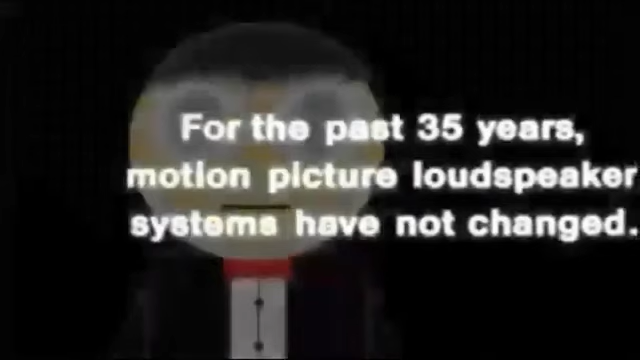 For the past 35 years,
motion picture loudspeaker
systems have not changed.